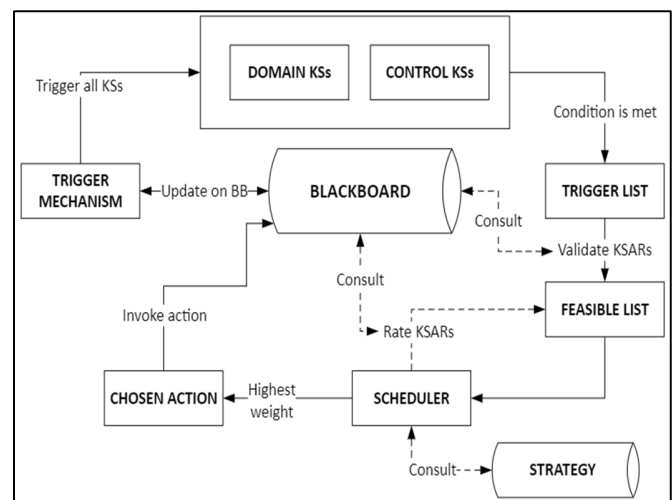 DOMAIN KSs
CONTROL KSs
Trigger all KSs
Condition is met
TRIGGER
MECHANISM
Update on BB
BLACKBOARD
TRIGGER LIST
Consult
Validate KSARs
Consult
Invoke action
Rate KSARs
FEASIBLE LIST
CHOSEN ACTION
Highest
weight
SCHEDULER
Consult
STRATEGY